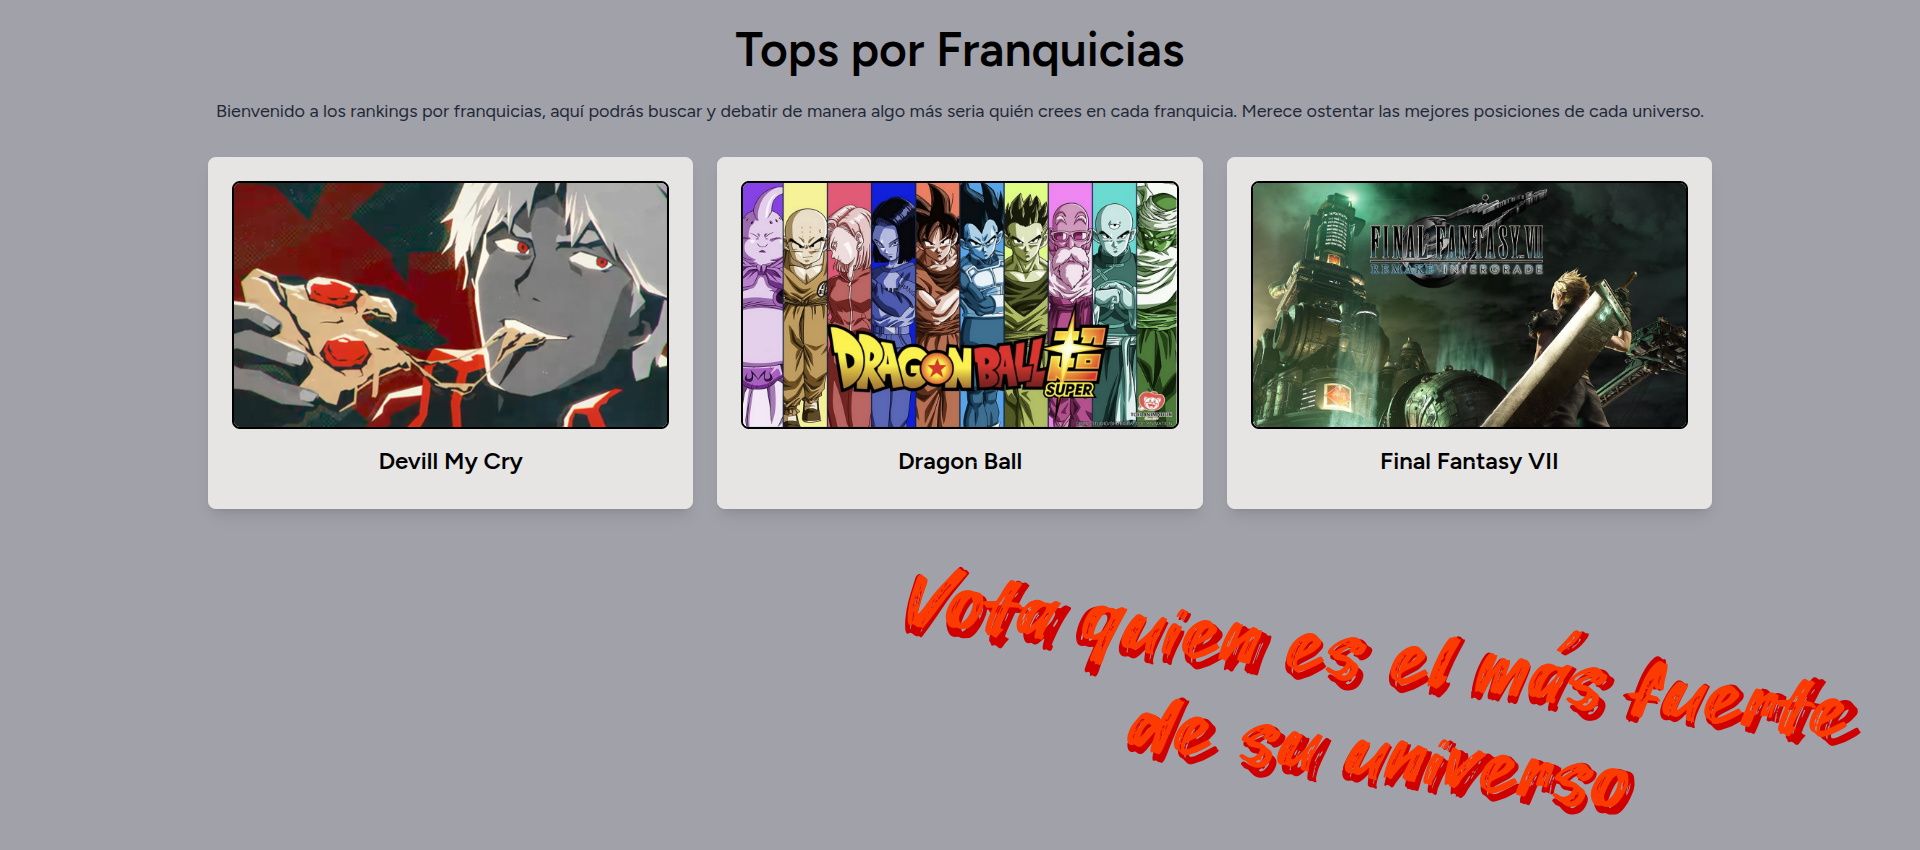 Tops por Franquicias
Bienvenido a los rankings por franquicias, aquí podrás buscar y debatir de manera algo más seria quién crees en cada franquicia. Merece ostentar las mejores posiciones de cada universo.
DRAGON BALL 超
SUPER
FINAL FANTASY VII
REMAKE INTERGRADE
Devill My Cry
Dragon Ball
Final Fantasy VII
Vota quien es el más fuerte
de su universo